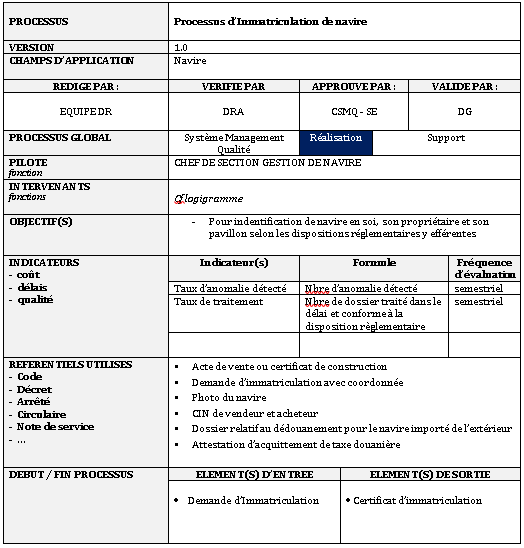 PROCESSUS
Processus d'Immatriculation de navire
VERSION
1.0
CHAMPS D'APPLICATION
Navire
REDIGE PAR :
VERIFIE PAR
APPROUVE PAR :
VALIDE PAR :
EQUIPE DR
DRA
CSMQ - SE
DG
PROCESSUS GLOBAL
Système Management
Qualité
Réalisation
Support
PILOTE
fonction
CHEF DE SECTION GESTION DE NAVIRE
INTERVENANTS
fonctions
Cf logigramme
OBJECTIF(S)
- Pour indentification de navire en soi, son propriétaire et son
pavillon selon les dispositions réglementaires y efférentes
INDICATEURS
- coût
- délais
- qualité
Indicateur(s)
Formule
Fréquence
d'évaluation
Taux d'anomalie détecté
Nbre d'anomalie détecté
semestriel
Taux de traitement
Nbre de dossier traité dans le
délai et conforme à la
disposition règlementaire
semestriel
REFERENTIELS UTILISES
- Code
- Décret
- Arrêté
- Circulaire
- Note de service
- ...
• Acte de vente ou certificat de construction
• Demande d'immatriculation avec coordonnée
• Photo du navire
• CIN de vendeur et acheteur
• Dossier relatif au dédouanement pour le navire importé de l'extérieur
• Attestation d'acquittement de taxe douanière
DEBUT / FIN PROCESSUS
ELEMENT(S) D'ENTREE
ELEMENT(S) DE SORTIE
• Demande d'Immatriculation
• Certificat d'immatriculation